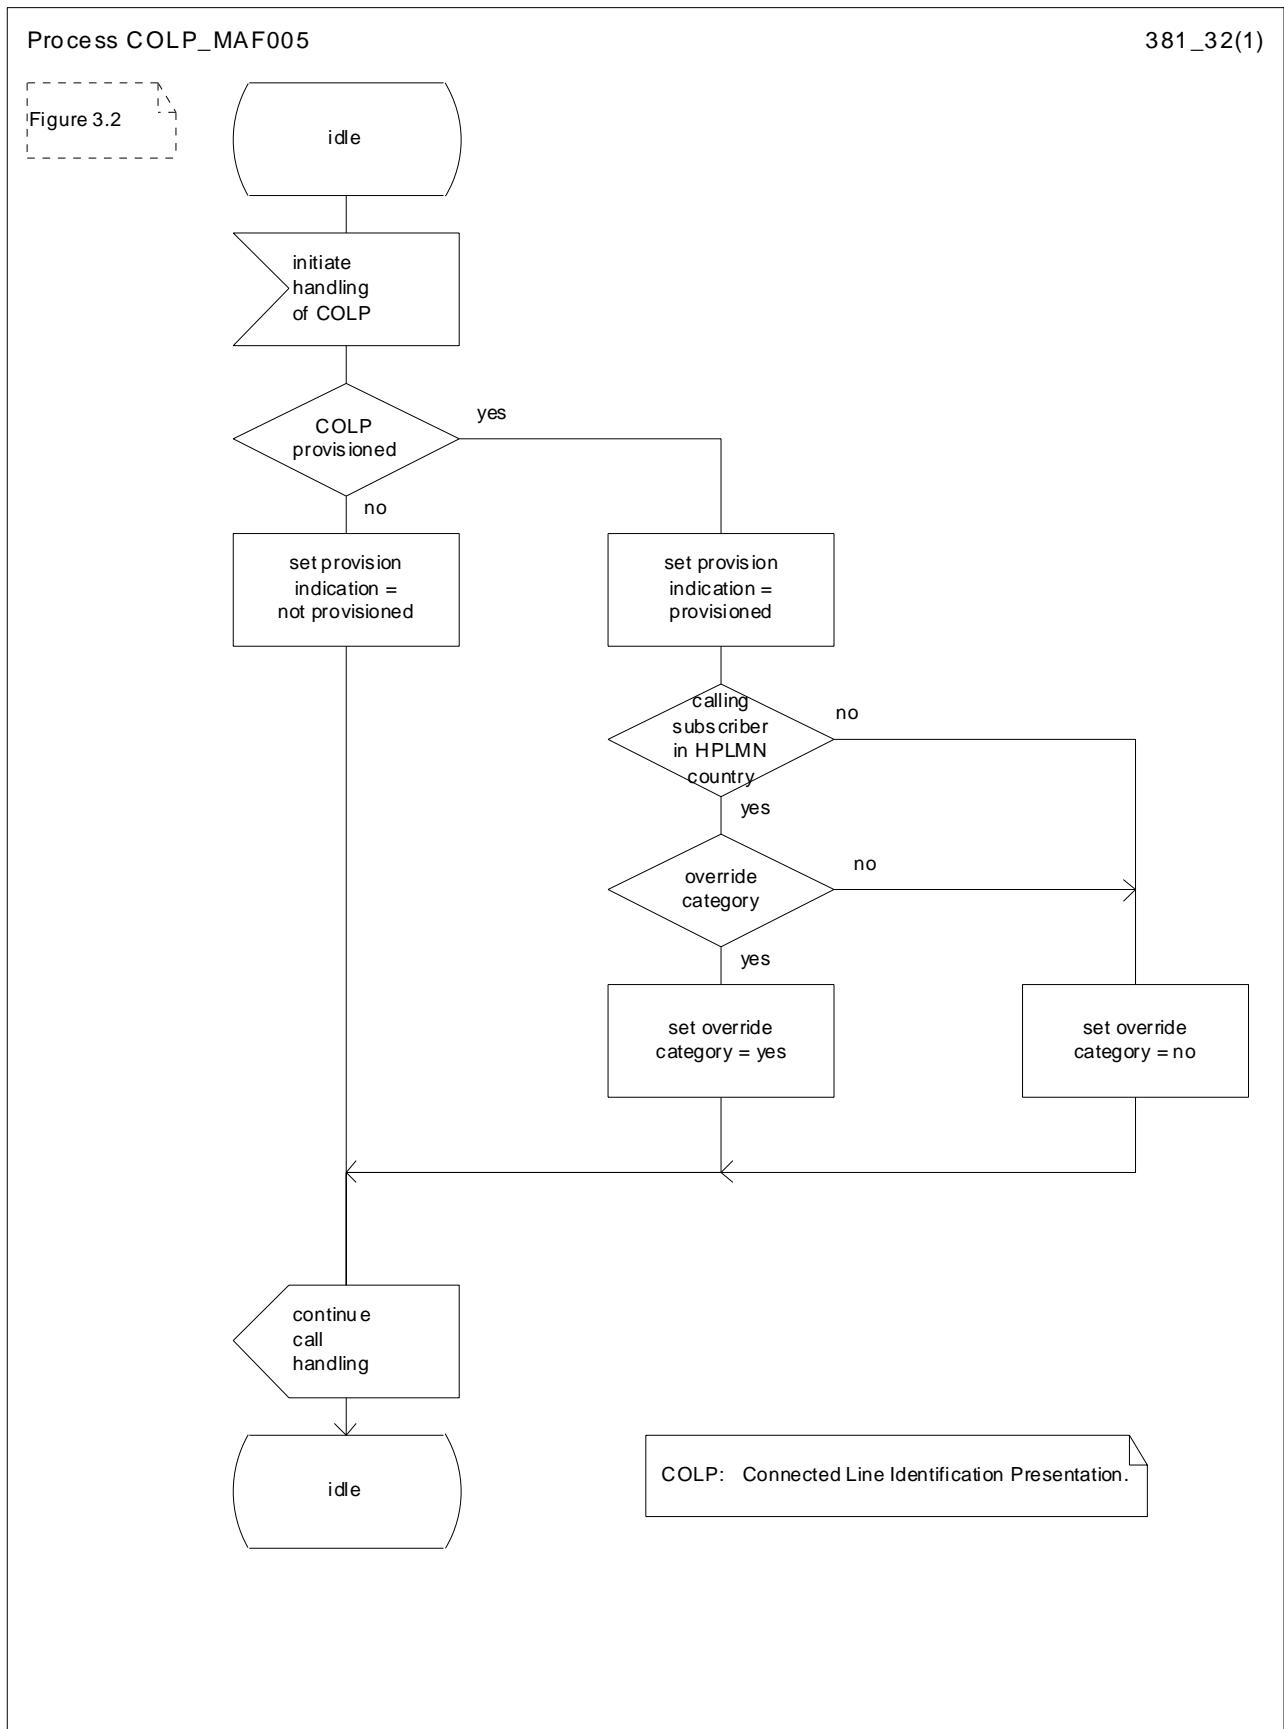 Process COLP_MAF005
381_32(1)
Figure 3.2
idle
initiate
handling
of COLP
COLP
provisioned
yes
no
set provision
indication =
not provisioned
set provision
indication =
provisioned
calling
subscriber
in HPLMN
country
no
yes
override
category
no
yes
set override
category = yes
set override
category = no
continue
call
handling
idle
COLP: Connected Line Identification Presentation.